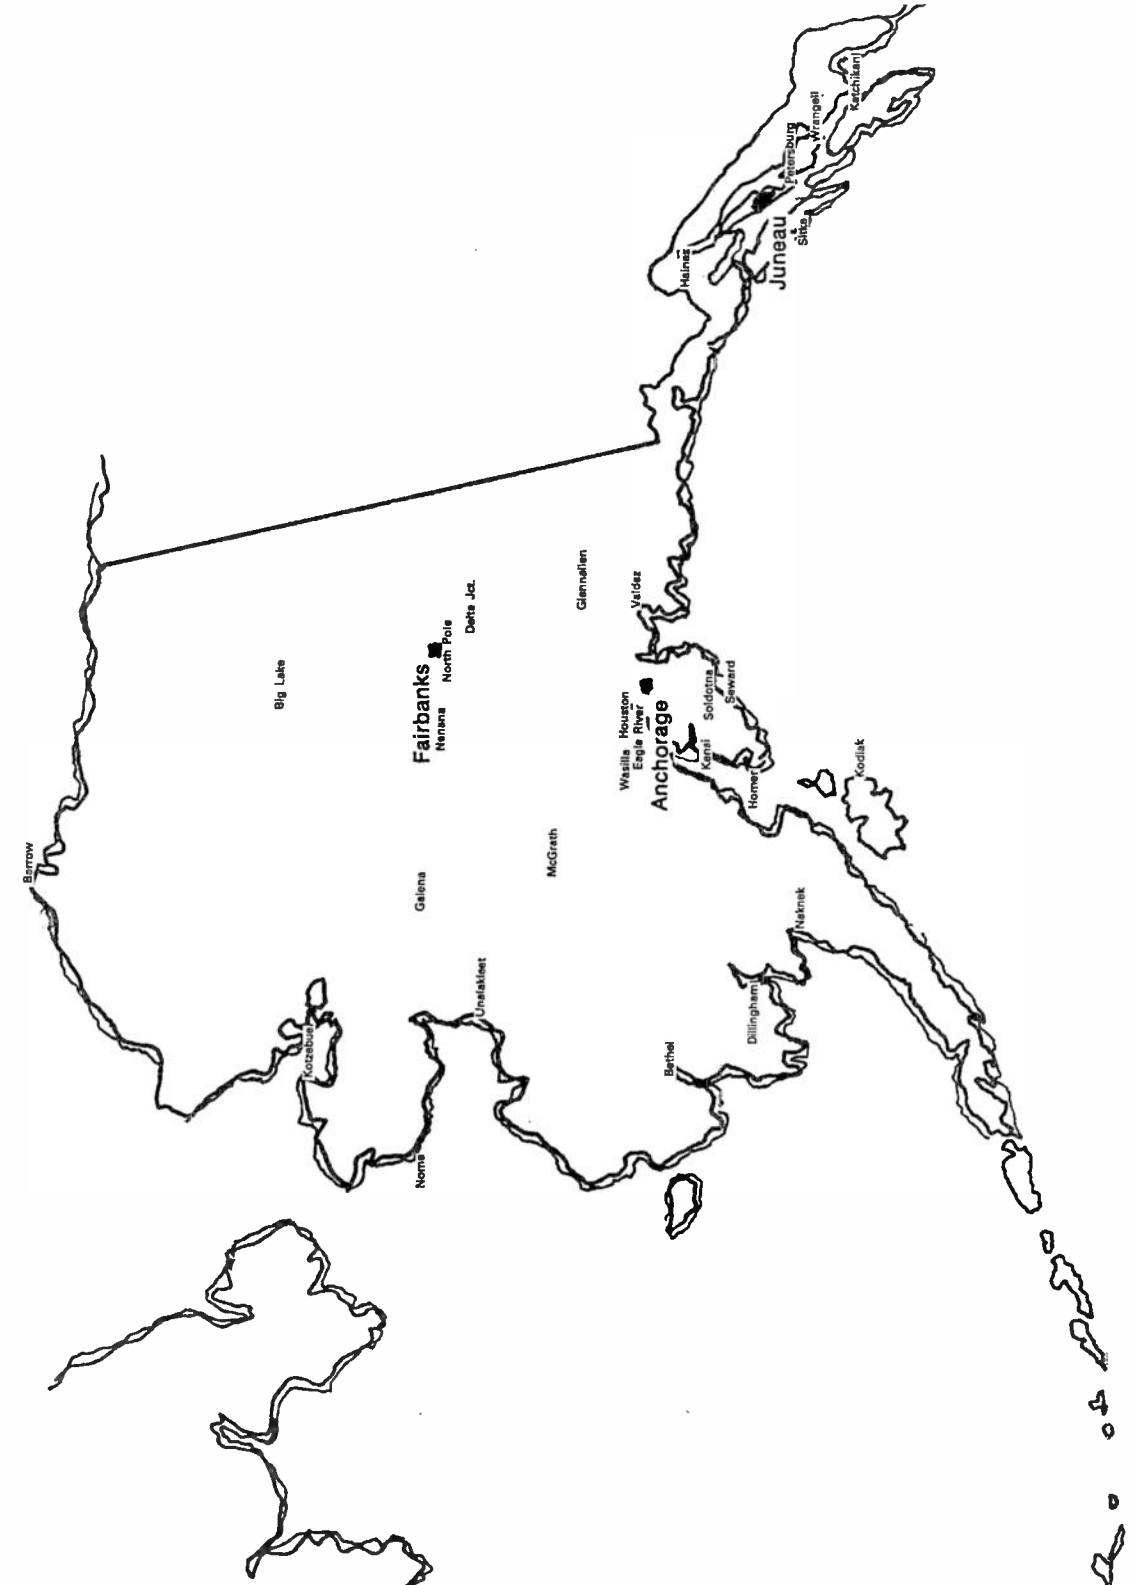 Barrow
Big Lake
Kotzebue
Fairbanks
North Pole
Nenana
Delta Jct.
Galena
Nome
Unalakleet
McGrath
Glennallen
Valdez
Houston
Wasilla
Eagle River
Anchorage
Bethel
Haines
Kenai
Soldotna
Seward
Homer
Dillingham
Juneau
Petersburg
Sitka
Wrangell
Naknek
Ketchikan
Kodiak